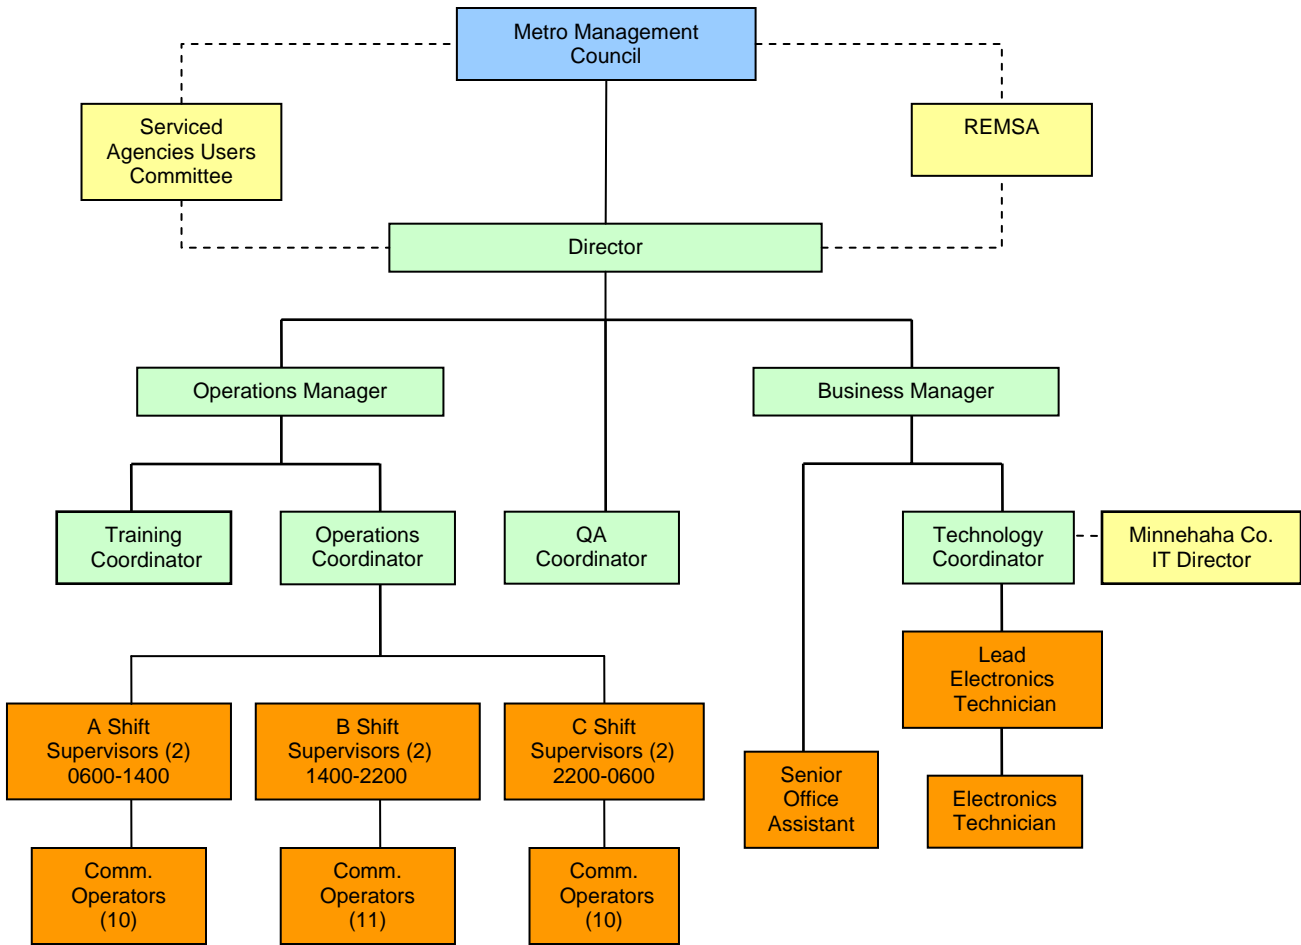 Metro Management
Council
Serviced
Agencies Users
Committee
REMSA
Director
Operations Manager
Business Manager
Training
Coordinator
Operations
Coordinator
QA
Coordinator
Technology
Coordinator
Minnehaha Co.
IT Director
Lead
Electronics
Technician
A Shift
Supervisors (2)
0600-1400
B Shift
Supervisors (2)
1400-2200
C Shift
Supervisors (2)
2200-0600
Senior
Office
Assistant
Electronics
Technician
Comm.
Operators
(10)
Comm.
Operators
(11)
Comm.
Operators
(10)